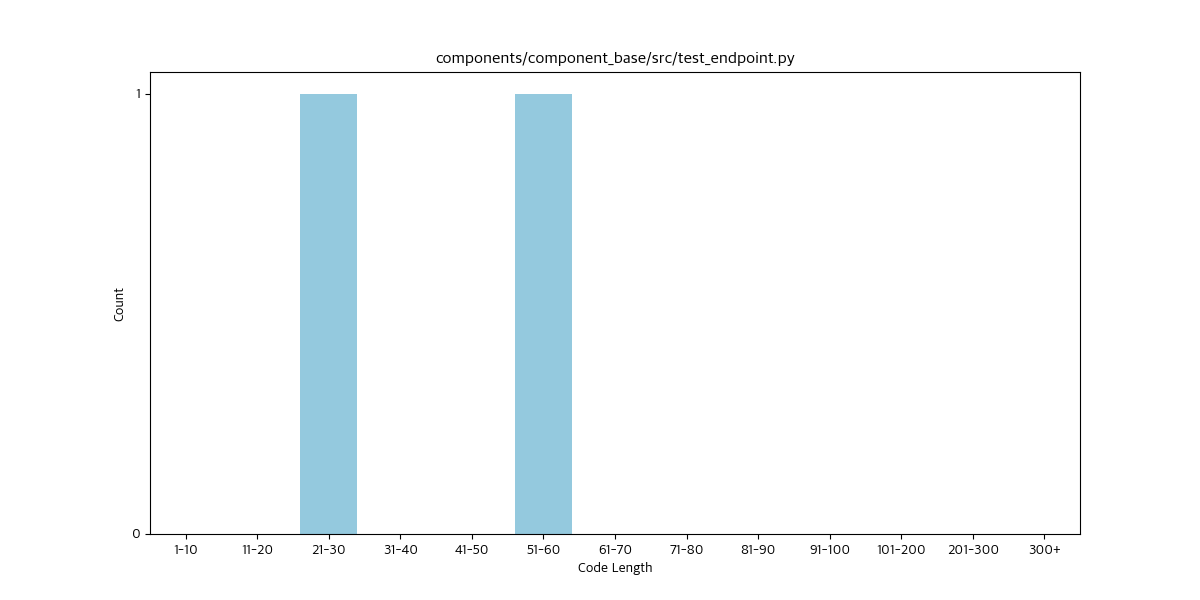 components/component_base/src/test_endpoint.py
1
Count
0
1-10 11-20 21-30 31-40 41-50 51-60 61-70 71-80 81-90 91-100 101-200 201-300 300+
Code Length